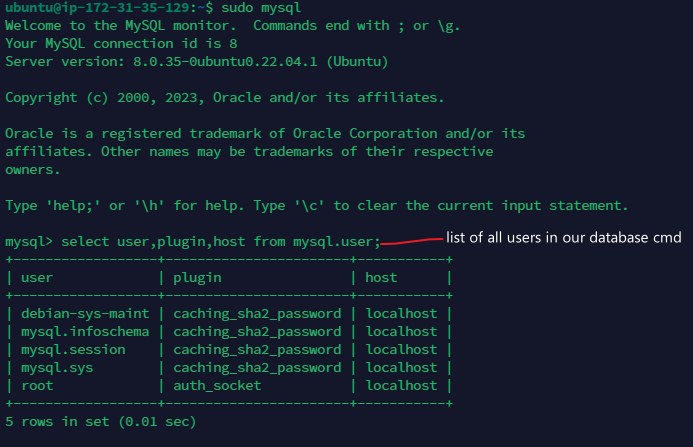 ubuntu@ip-172-31-35-129:~$ sudo mysql
Welcome to the MySQL monitor.  Commands end with ; or \g.
Your MySQL connection id is 8
Server version: 8.0.35-0ubuntu0.22.04.1 (Ubuntu)
Copyright (c) 2000, 2023, Oracle and/or its affiliates.
Oracle is a registered trademark of Oracle Corporation and/or its
affiliates. Other names may be trademarks of their respective
owners.
Type 'help;' or '\h' for help. Type '\c' to clear the current input statement.
mysql> select user,plugin,host from mysql.user; list of all users in our database cmd
+------------------+-----------------------+-----------+
| user             | plugin                | host      |
+------------------+-----------------------+-----------+
| debian-sys-maint | caching_sha2_password | localhost |
| mysql.infoschema | caching_sha2_password | localhost |
| mysql.session    | caching_sha2_password | localhost |
| mysql.sys        | caching_sha2_password | localhost |
| root             | auth_socket           | localhost |
+------------------+-----------------------+-----------+
5 rows in set (0.01 sec)